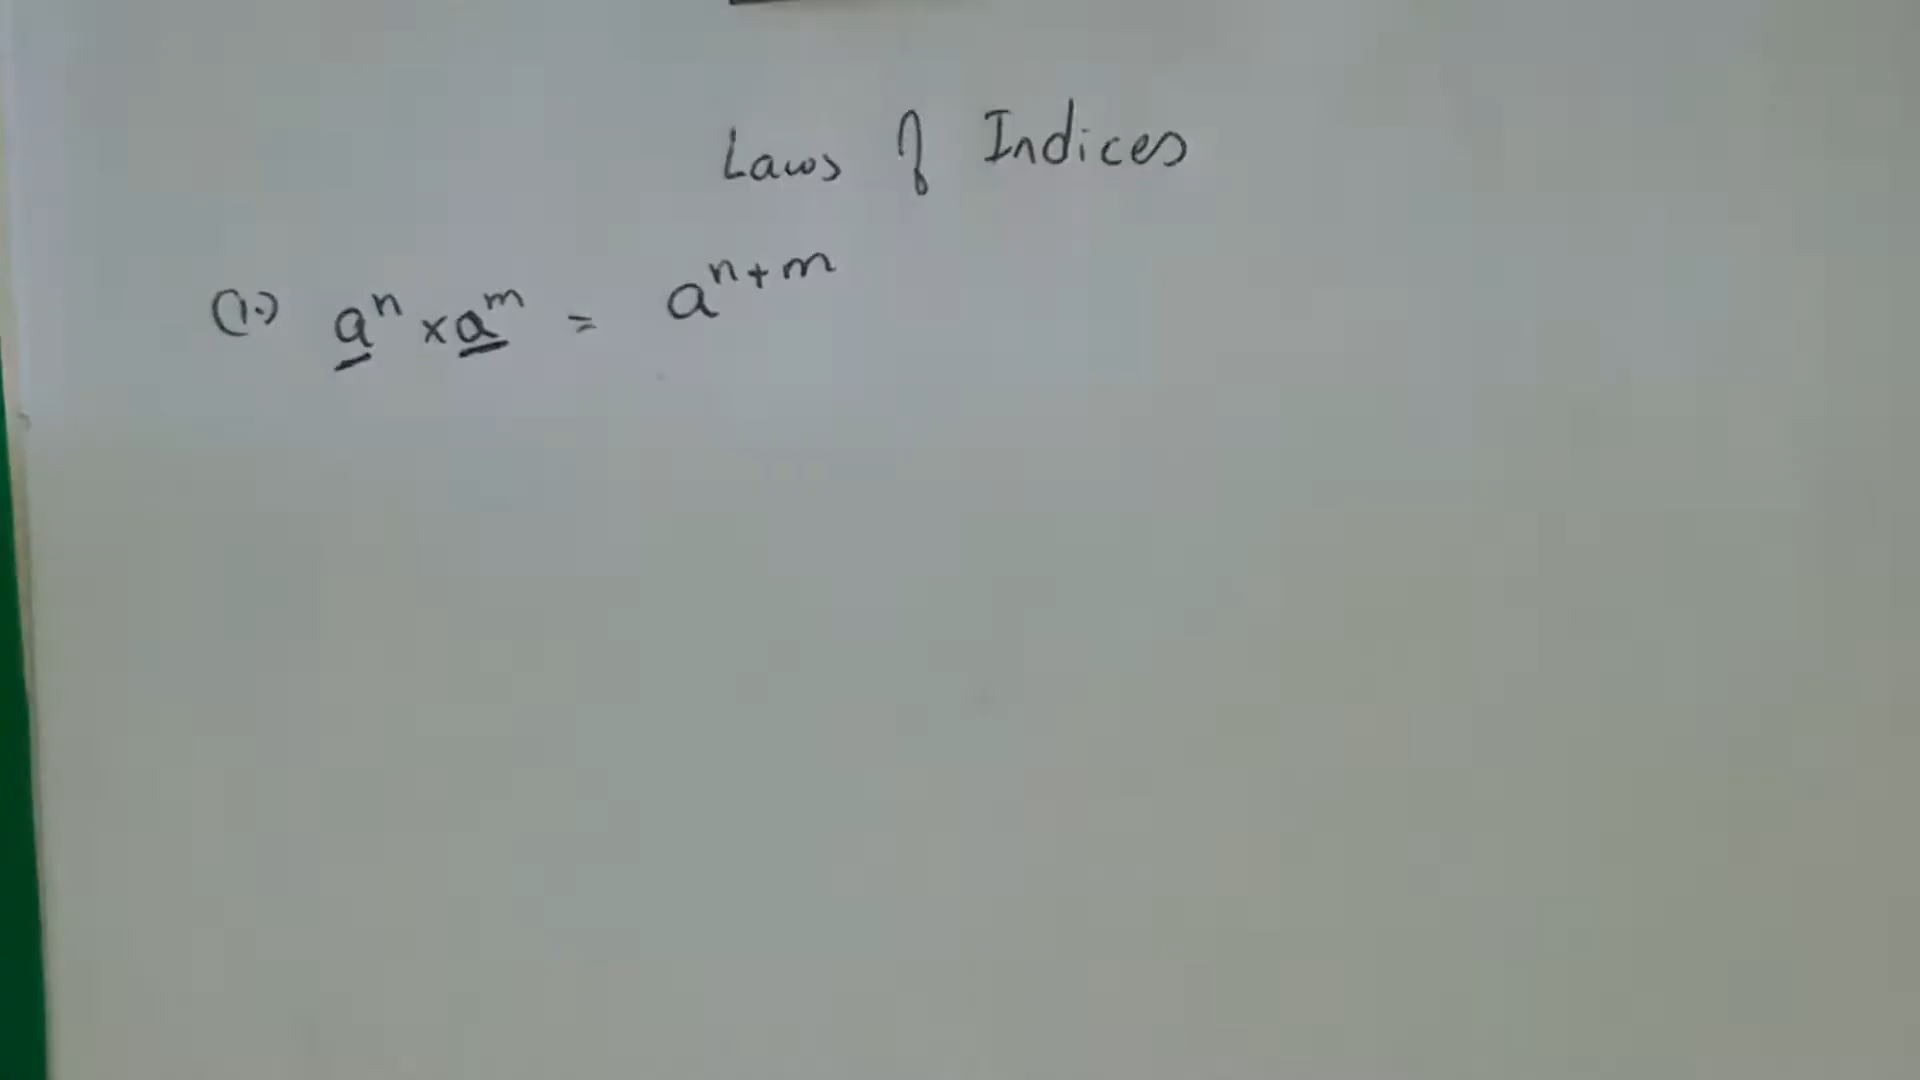 Laws of Indices
(1.) aⁿ × aᵐ = aⁿ⁺ᵐ